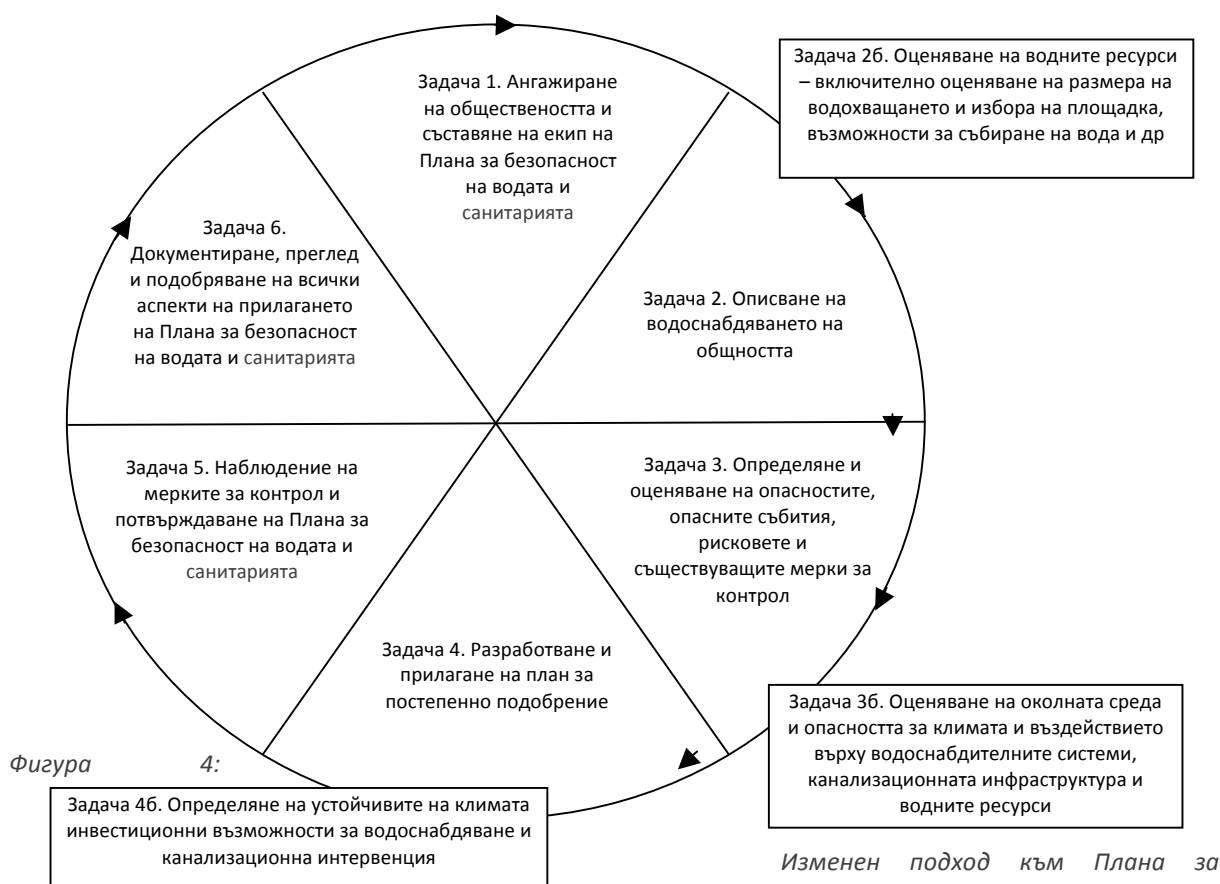 Задача 1. Ангажиране
на обществеността и
съставяне на екип на
Плана за безопасност
на водата и
санитарията
Задача 2б. Оценяване на водните ресурси
– включително оценяване на размера на
водохващането и избора на площадка,
възможности за събиране на вода и др
Задача 2. Описване на
водоснабдяването на
общността
Задача 3. Определяне и
оценяване на опасностите,
опасните събития,
рисковете и
съществуващите мерки за
контрол
Задача 3б. Оценяване на околната среда
и опасността за климата и въздействието
върху водоснабдителните системи,
канализационната инфраструктура и
водните ресурси
Задача 4. Разработване и
прилагане на план за
постепенно подобрение
Задача 4б. Определяне на устойчивите на климата
инвестиционни възможности за водоснабдяване и
канализационна интервенция
Задача 5. Наблюдение на
мерките за контрол и
потвърждаване на Плана за
безопасност на водата и
санитарията
Задача 6.
Документиране, преглед
и подобряване на всички
аспекти на прилагането
на Плана за безопасност
на водата и санитарията
Фигура 4:
Изменен подход към Плана за